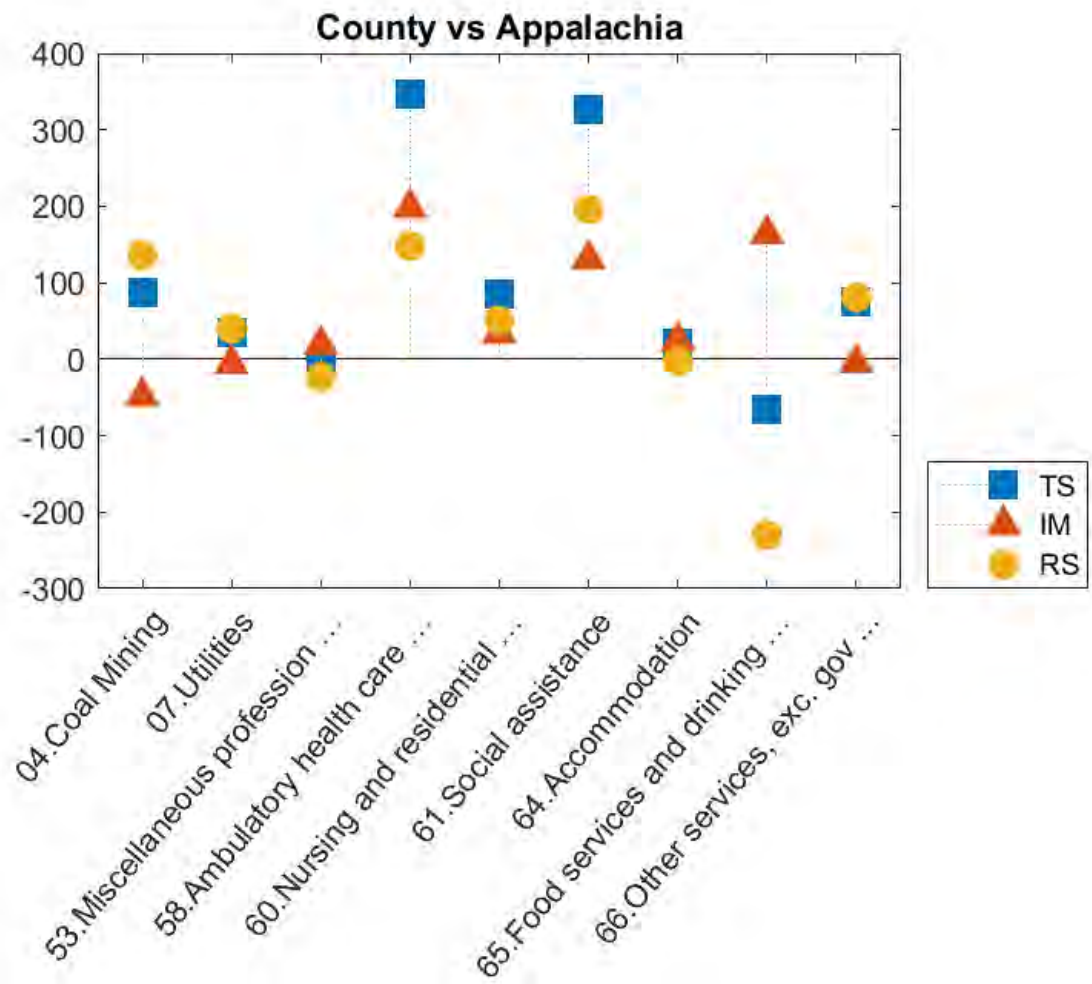 County vs Appalachia
400
300
200
100
0
-100
-200
-300
TS
IM
RS
04.Coal Mining
07.Utilities
53.Miscellaneous profession ...
58.Ambulatory health care ...
60.Nursing and residential ...
61.Social assistance
64.Accommodation
65.Food services and drinking ...
66.Other services, exc. gov ...